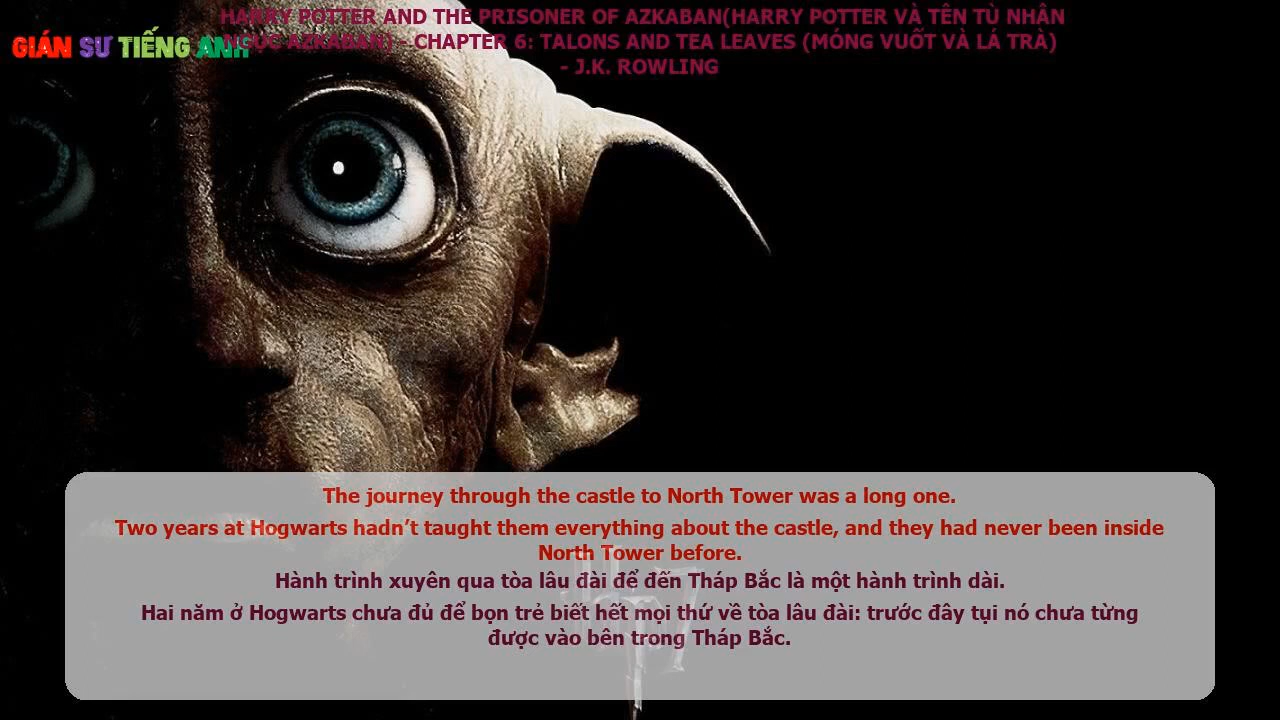 HARRY POTTER AND THE PRISONER OF AZKABAN(HARRY POTTER VÀ TÊN TÙ NHÂN
NGỤC AZKABAN) - CHAPTER 6: TALONS AND TEA LEAVES (MÓNG VUỐT VÀ LÁ TRÀ)
- J.K. ROWLING
GIÁN SƯ TIẾNG ANH
The journey through the castle to North Tower was a long one.
Two years at Hogwarts hadn’t taught them everything about the castle, and they had never been inside
North Tower before.
Hành trình xuyên qua tòa lâu đài để đến Tháp Bắc là một hành trình dài.
Hai năm ở Hogwarts chưa đủ để bọn trẻ biết hết mọi thứ về tòa lâu đài: trước đây tụi nó chưa từng
được vào bên trong Tháp Bắc.